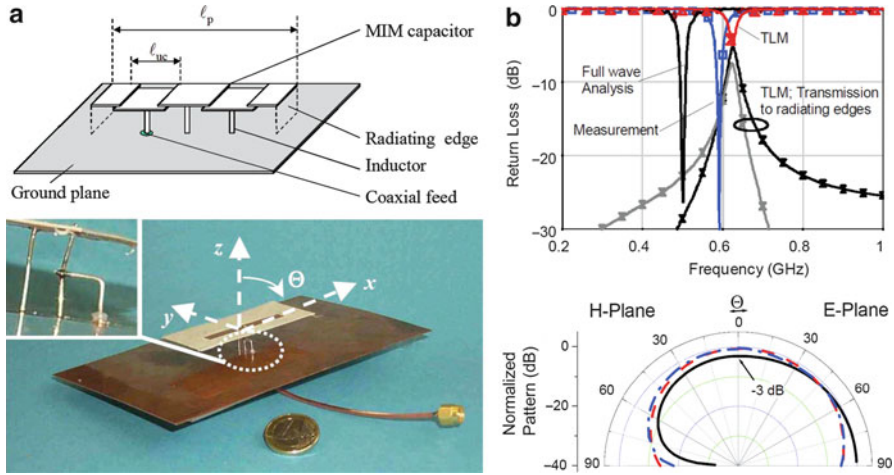 a
ℓp
ℓuc
MIM capacitor
Radiating edge
Inductor
Coaxial feed
Ground plane
z
Θ
x
y
b
0
−10
−20
−30
Return Loss
(dB)
Full wave
Analysis
Measurement
TLM
TLM; Transmission
to radiating edges
0.2
0.4
0.6
0.8
1
Frequency (GHz)
H-Plane
E-Plane
Θ
0
30
30
60
60
90
90
Normalized
Pattern (dB)
0
−20
−40
-3 dB